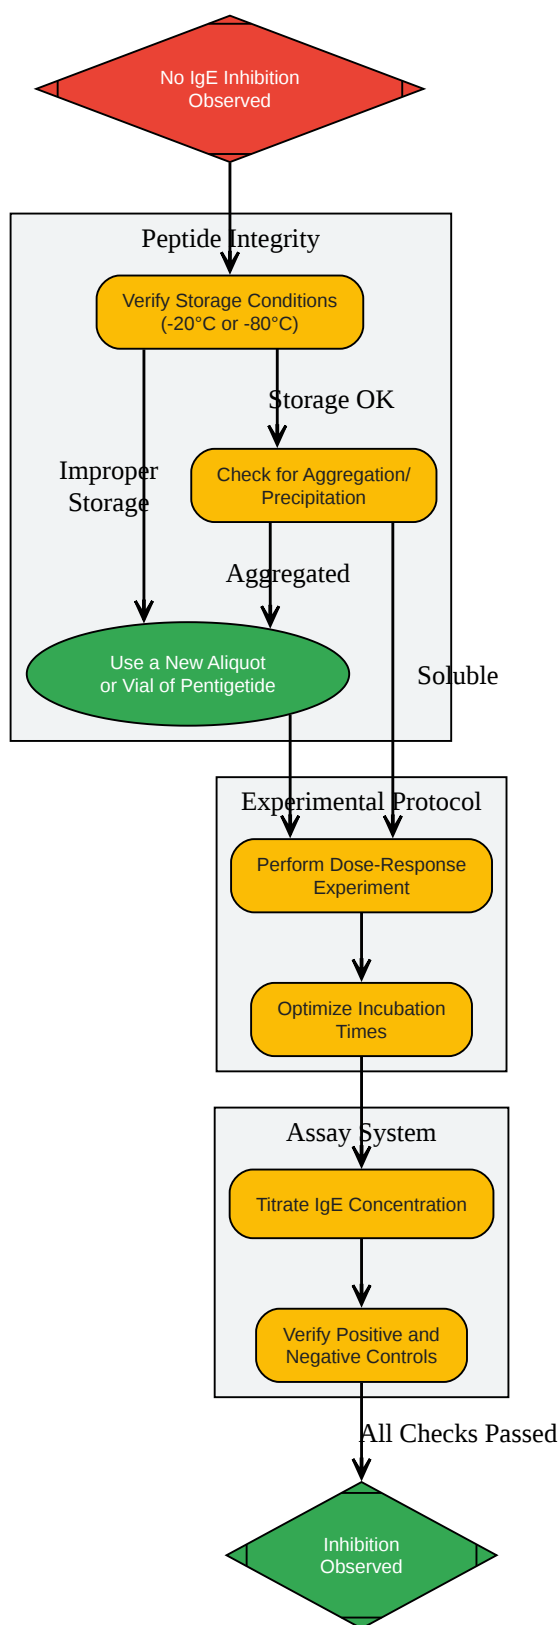 No IgE Inhibition
Observed
Peptide Integrity
Verify Storage Conditions
(-20°C or -80°C)
Storage OK
Improper
Storage
Check for Aggregation/
Precipitation
Aggregated
Use a New Aliquot
or Vial of Pentigetide
Soluble
Experimental Protocol
Perform Dose-Response
Experiment
Optimize Incubation
Times
Assay System
Titrate IgE Concentration
Verify Positive and
Negative Controls
All Checks Passed
Inhibition
Observed